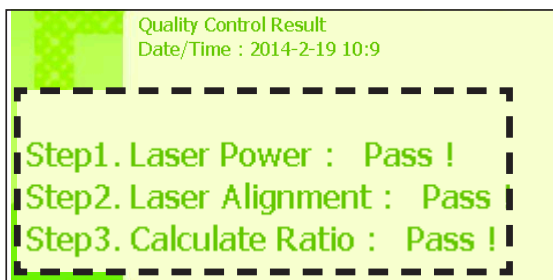 Quality Control Result
Date/Time : 2014-2-19 10:9
Step1. Laser Power : Pass !
Step2. Laser Alignment : Pass !
Step3. Calculate Ratio : Pass !